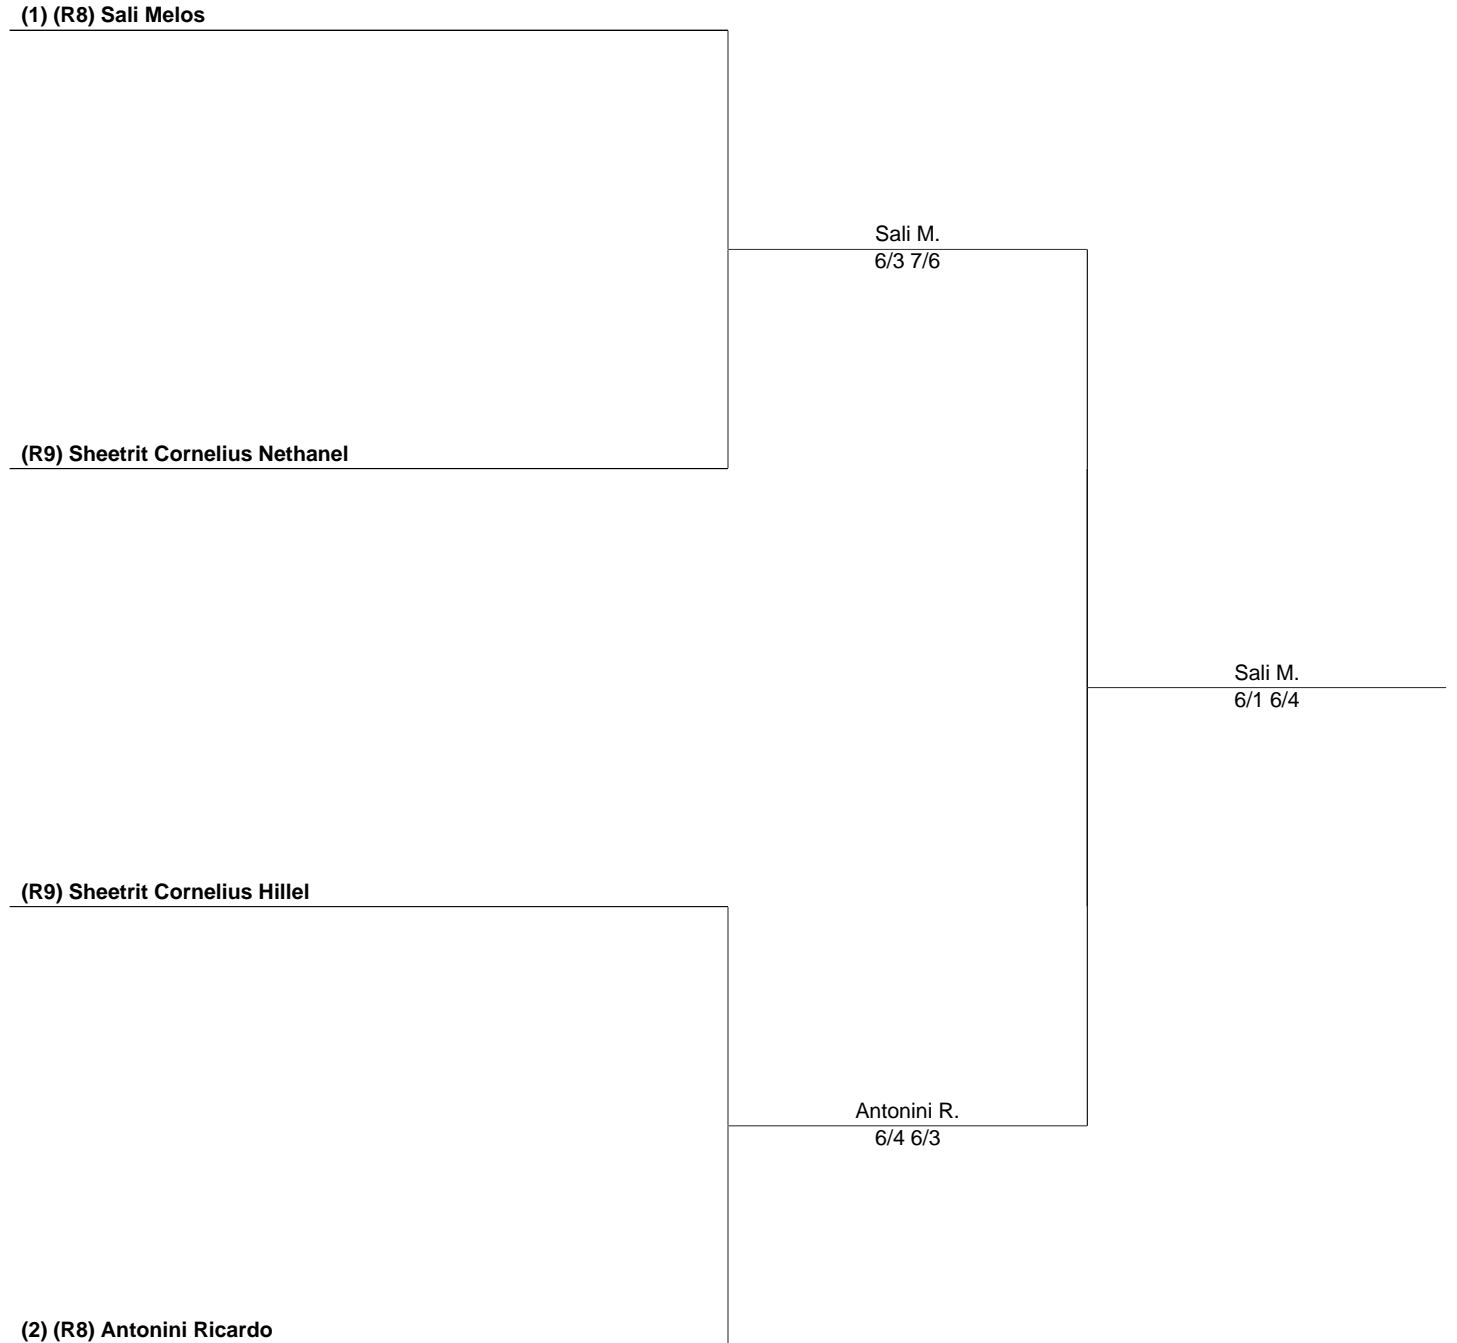 (1) (R8) Sali Melos
Sali M.
6/3 7/6
(R9) Sheetrit Cornelius Nethanel
Sali M.
6/1 6/4
(R9) Sheetrit Cornelius Hillel
Antonini R.
6/4 6/3
(2) (R8) Antonini Ricardo